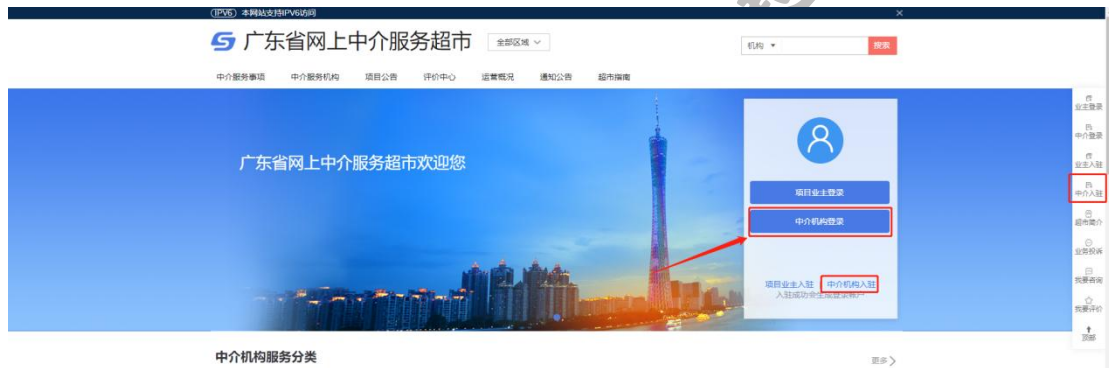 IPV6 本网站支持IPV6访问
广东省网上中介服务超市 全部区域
机构 搜索
中介服务事项 中介服务机构 项目公告 评价中心 运营概况 通知公告 超市指南
广东省网上中介服务超市欢迎您
项目业主登录
中介机构登录
项目业主入驻 中介机构入驻
入驻成功会生成登录帐户
业主登录
中介登录
业主入驻
中介入驻
超市简介
业务投诉
我要咨询
我要评价
顶部
中介机构服务分类
更多